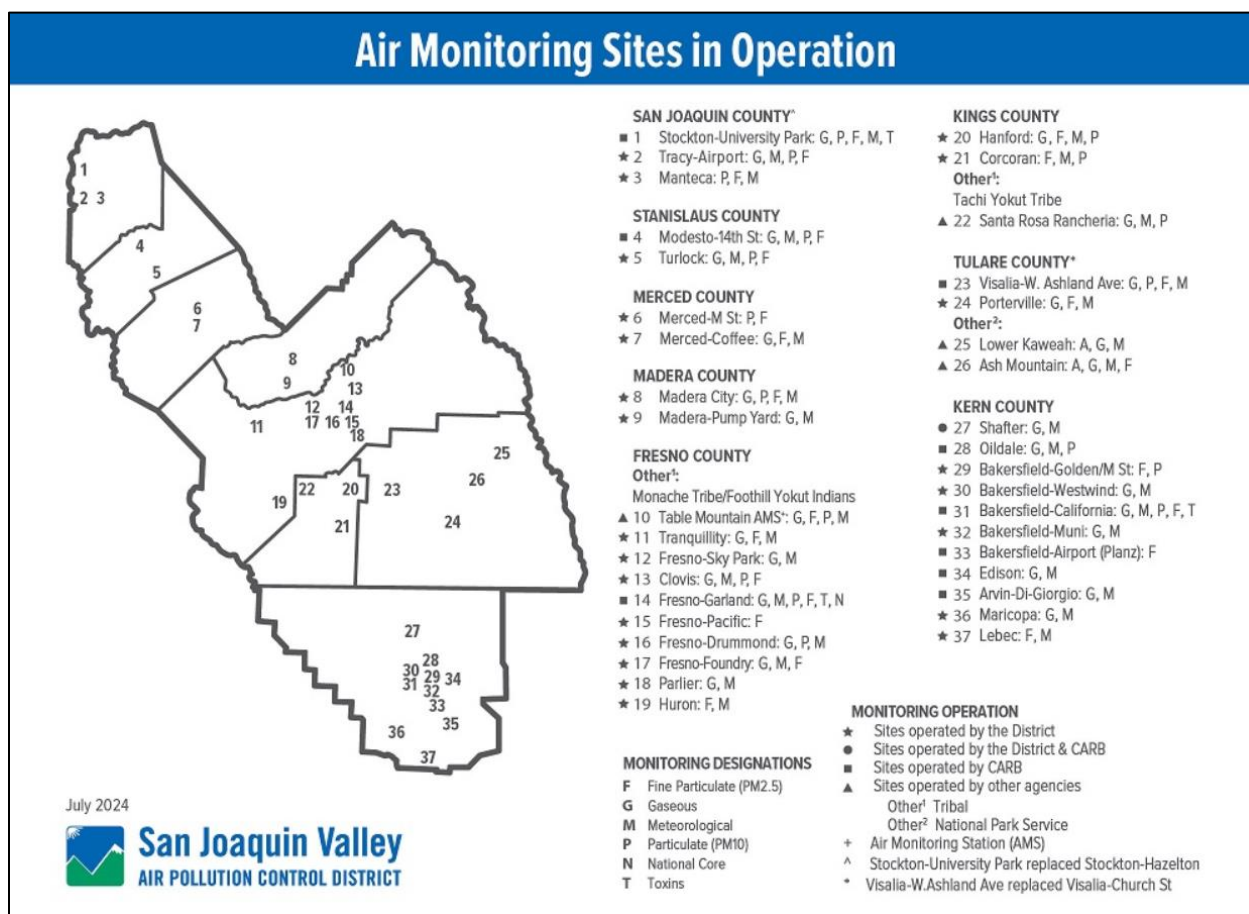 Air Monitoring Sites in Operation
1
2 3
4
5
6
7
8
9
10
13
12 14
11 17 16 15
18
25
22 20 23 26
19
21 24
27
28
30 29 34
31
32
33
36 35
37
July 2024
San Joaquin Valley
AIR POLLUTION CONTROL DISTRICT
SAN JOAQUIN COUNTY^
■ 1 Stockton-University Park: G, P, F, M, T
★ 2 Tracy-Airport: G, M, P, F
★ 3 Manteca: P, F, M
STANISLAUS COUNTY
■ 4 Modesto-14th St: G, M, P, F
★ 5 Turlock: G, M, P, F
MERCED COUNTY
★ 6 Merced-M St: P, F
★ 7 Merced-Coffee: G, F, M
MADERA COUNTY
★ 8 Madera City: G, P, F, M
★ 9 Madera-Pump Yard: G, M
FRESNO COUNTY
Other¹:
Monache Tribe/Foothill Yokut Indians
▲ 10 Table Mountain AMS⁺: G, F, P, M
★ 11 Tranquillity: G, F, M
★ 12 Fresno-Sky Park: G, M
★ 13 Clovis: G, M, P, F
■ 14 Fresno-Garland: G, M, P, F, T, N
★ 15 Fresno-Pacific: F
★ 16 Fresno-Drummond: G, P, M
★ 17 Fresno-Foundry: G, M, F
★ 18 Parlier: G, M
★ 19 Huron: F, M
KINGS COUNTY
★ 20 Hanford: G, F, M, P
★ 21 Corcoran: F, M, P
Other¹:
Tachi Yokut Tribe
▲ 22 Santa Rosa Rancheria: G, M, P
TULARE COUNTY*
■ 23 Visalia-W. Ashland Ave: G, P, F, M
★ 24 Porterville: G, F, M
Other²:
▲ 25 Lower Kaweah: A, G, M
▲ 26 Ash Mountain: A, G, M, F
KERN COUNTY
● 27 Shafter: G, M
■ 28 Oildale: G, M, P
★ 29 Bakersfield-Golden/M St: F, P
★ 30 Bakersfield-Westwind: G, M
■ 31 Bakersfield-California: G, M, P, F, T
★ 32 Bakersfield-Muni: G, M
■ 33 Bakersfield-Airport (Planz): F
■ 34 Edison: G, M
■ 35 Arvin-Di-Giorgio: G, M
★ 36 Maricopa: G, M
★ 37 Lebec: F, M
MONITORING DESIGNATIONS
F Fine Particulate (PM2.5)
G Gaseous
M Meteorological
P Particulate (PM10)
N National Core
T Toxins
MONITORING OPERATION
★ Sites operated by the District
● Sites operated by the District & CARB
■ Sites operated by CARB
▲ Sites operated by other agencies
Other¹ Tribal
Other² National Park Service
+ Air Monitoring Station (AMS)
^ Stockton-University Park replaced Stockton-Hazelton
* Visalia-W.Ashland Ave replaced Visalia-Church St